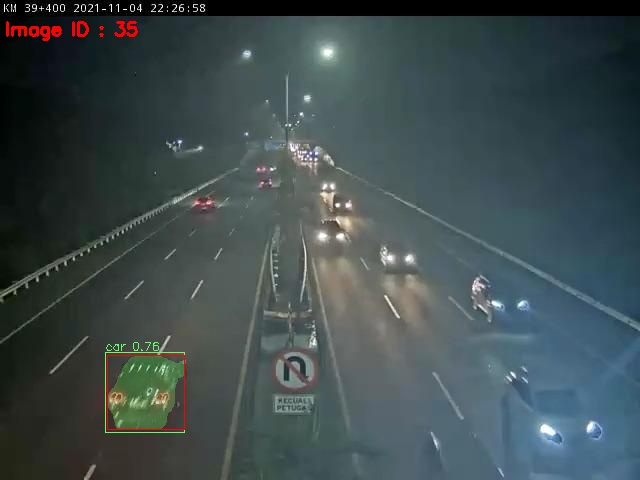 KM 39+400 2021-11-04 22:26:58
Image ID : 35
car 0.76
KECUALI
PETUGAS